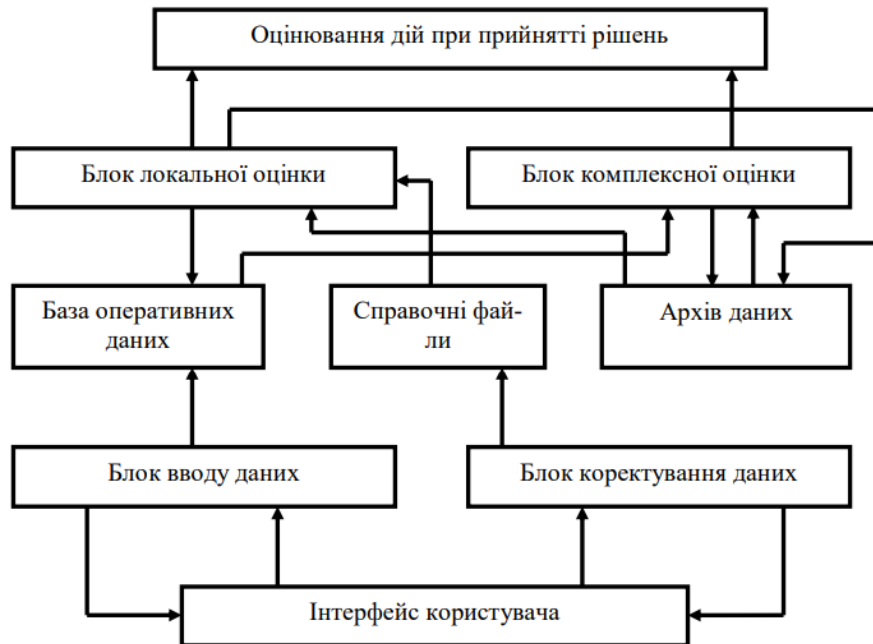 Оцінювання дій при прийнятті рішень
Блок локальної оцінки
Блок комплексної оцінки
База оперативних
даних
Справочні фай-
ли
Архів даних
Блок вводу даних
Блок коректування даних
Інтерфейс користувача